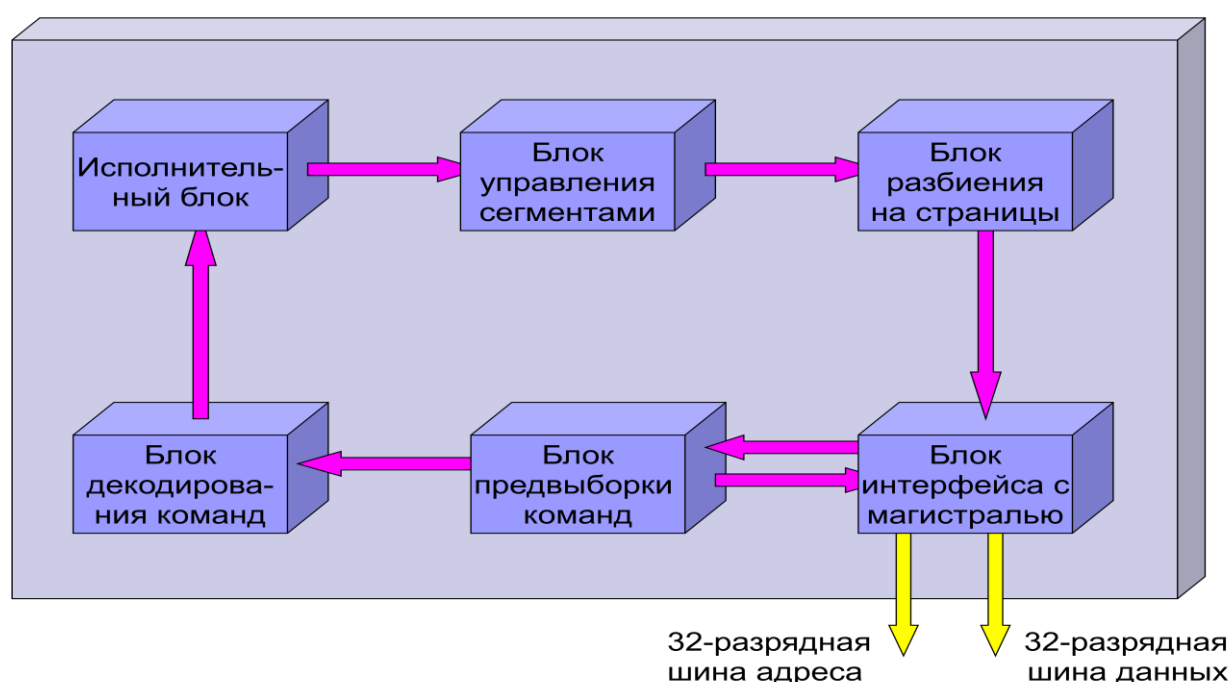 Исполнитель-
ный блок
Блок
управления
сегментами
Блок
разбиения
на страницы
Блок
декодирова-
ния команд
Блок
предвыборки
команд
Блок
интерфейса с
магистралью
32-разрядная
шина адреса
32-разрядная
шина данных